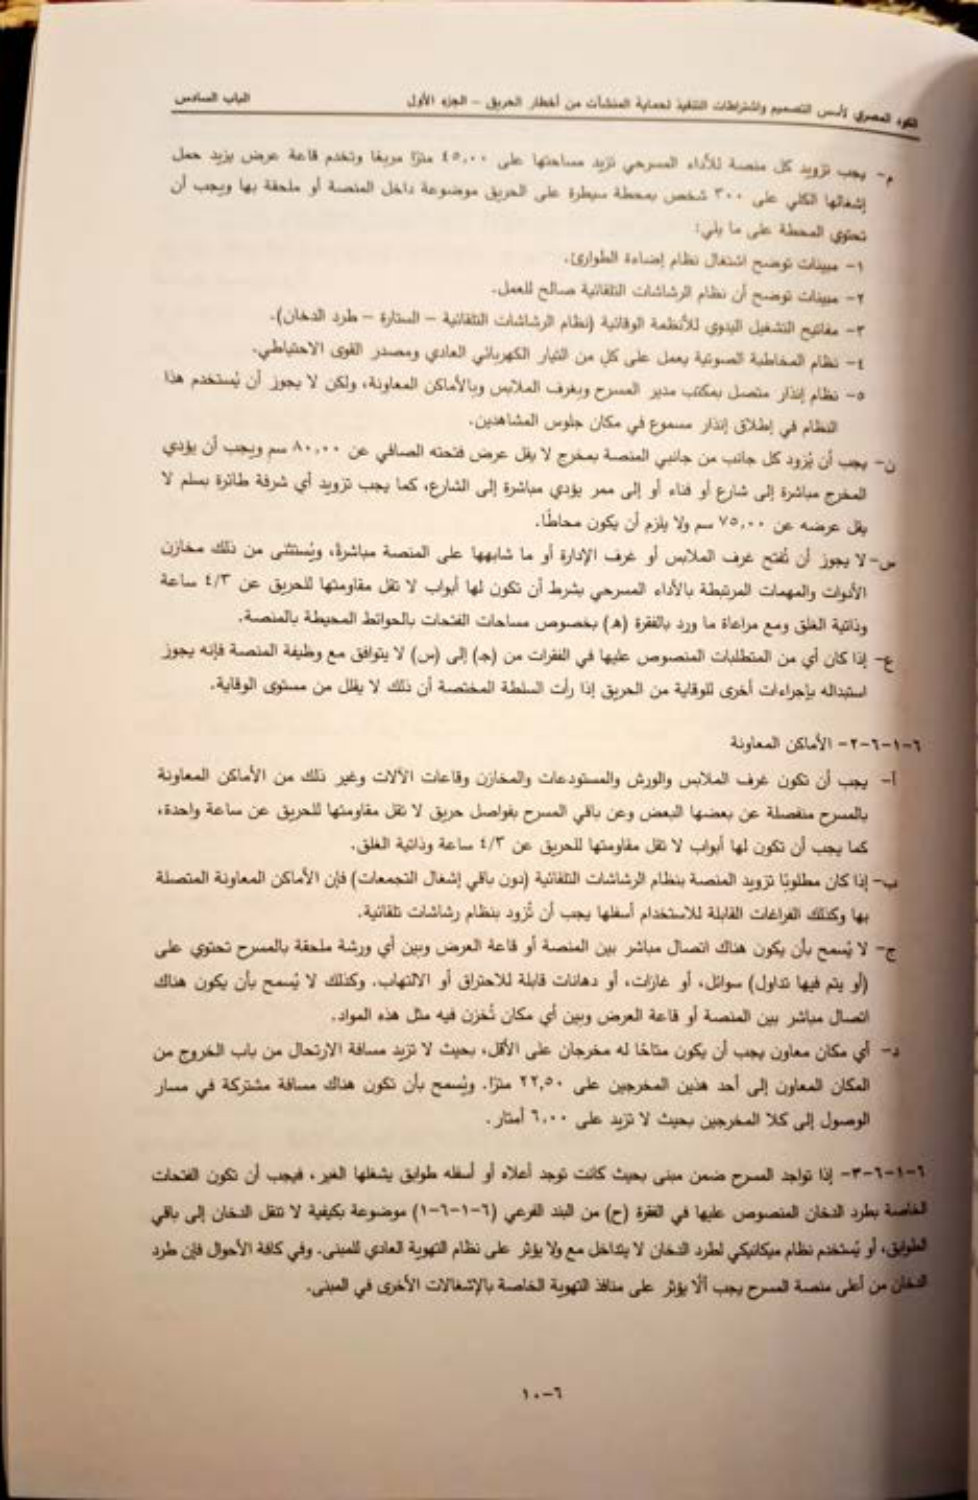 الكود المصري لأسس التصميم واشتراطات التنفيذ لحماية المنشآت من أخطار الحريق – الجزء الأول
الباب السادس
م- يجب تزويد كل منصة للأداء المسرحي تزيد مساحتها على ٤٥,٠٠ مترًا مربعًا وتخدم قاعة عرض يزيد حمل
إشغالها الكلي على ٣٠٠ شخص بمحطة سيطرة على الحريق موضوعة داخل المنصة أو ملحقة بها ويجب أن
تحتوي المحطة على ما يلي:
١- مبينات توضح اشتغال نظام إضاءة الطوارئ.
٢- مبينات توضح أن نظام الرشاشات التلقائية صالح للعمل.
٣- مفاتيح التشغيل اليدوي للأنظمة الوقائية (نظام الرشاشات التلقائية – الستارة – طرد الدخان).
٤- نظام المخاطبة الصوتية يعمل على كل من التيار الكهربائي العادي ومصدر القوى الاحتياطي.
٥- نظام إنذار متصل بمكتب مدير المسرح وبغرف الملابس وبالأماكن المعاونة، ولكن لا يجوز أن يُستخدم هذا
النظام في إطلاق إنذار مسموع في مكان جلوس المشاهدين.
ن- يجب أن يُزود كل جانب من جانبي المنصة بمخرج لا يقل عرض فتحته الصافي عن ٨٠,٠٠ سم ويجب أن يؤدي
المخرج مباشرة إلى شارع أو فناء أو إلى ممر يؤدي مباشرة إلى الشارع، كما يجب تزويد أي شرفة طائرة بسلم لا
يقل عرضه عن ٧٥,٠٠ سم ولا يلزم أن يكون محاطًا.
س- لا يجوز أن تُفتح غرف الملابس أو غرف الإدارة أو ما شابهها على المنصة مباشرةً، ويُستثنى من ذلك مخازن
الأدوات والمهمات المرتبطة بالأداء المسرحي بشرط أن تكون لها أبواب لا تقل مقاومتها للحريق عن ٤/٣ ساعة
وذاتية الغلق ومع مراعاة ما ورد بالفقرة (هـ) بخصوص مساحات الفتحات بالحوائط المحيطة بالمنصة.
ع- إذا كان أي من المتطلبات المنصوص عليها في الفقرات من (جـ) إلى (س) لا يتوافق مع وظيفة المنصة فإنه يجوز
استبداله بإجراءات أخرى للوقاية من الحريق إذا رأت السلطة المختصة أن ذلك لا يقلل من مستوى الوقاية.
٦-١-٦-٢- الأماكن المعاونة
أ- يجب أن تكون غرف الملابس والورش والمستودعات والمخازن وقاعات الآلات وغير ذلك من الأماكن المعاونة
بالمسرح منفصلة عن بعضها البعض وعن باقي المسرح بفواصل حريق لا تقل مقاومتها للحريق عن ساعة واحدة،
كما يجب أن تكون لها أبواب لا تقل مقاومتها للحريق عن ٤/٣ ساعة وذاتية الغلق.
ب- إذا كان مطلوبًا تزويد المنصة بنظام الرشاشات التلقائية (دون باقي إشغال التجمعات) فإن الأماكن المعاونة المتصلة
بها وكذلك الفراغات القابلة للاستخدام أسفلها يجب أن تُزود بنظام رشاشات تلقائية.
ج- لا يُسمح بأن يكون هناك اتصال مباشر بين المنصة أو قاعة العرض وبين أي ورشة ملحقة بالمسرح تحتوي على
(أو يتم فيها تداول) سوائل، أو غازات، أو دهانات قابلة للاحتراق أو الالتهاب. وكذلك لا يُسمح بأن يكون هناك
اتصال مباشر بين المنصة أو قاعة العرض وبين أي مكان تُخزن فيه مثل هذه المواد.
د- أي مكان معاون يجب أن يكون متاحًا له مخرجان على الأقل، بحيث لا تزيد مسافة الارتحال من باب الخروج من
المكان المعاون إلى أحد هذين المخرجين على ٢٢,٥٠ مترًا. ويُسمح بأن تكون هناك مسافة مشتركة في مسار
الوصول إلى كلا المخرجين بحيث لا تزيد على ٦,٠٠ أمتار.
٦-١-٦-٣- إذا تواجد المسرح ضمن مبنى بحيث كانت توجد أعلاه أو أسفله طوابق يشغلها الغير، فيجب أن تكون الفتحات
الخاصة بطرد الدخان المنصوص عليها في الفقرة (ح) من البند الفرعي (٦-١-٦-١) موضوعة بكيفية لا تنقل الدخان إلى باقي
الطوابق، أو يُستخدم نظام ميكانيكي لطرد الدخان لا يتداخل مع ولا يؤثر على نظام التهوية العادي للمبنى. وفي كافة الأحوال فإن طرد
الدخان من أعلى منصة المسرح يجب ألّا يؤثر على منافذ التهوية الخاصة بالإشغالات الأخرى في المبنى.
٦-١٠